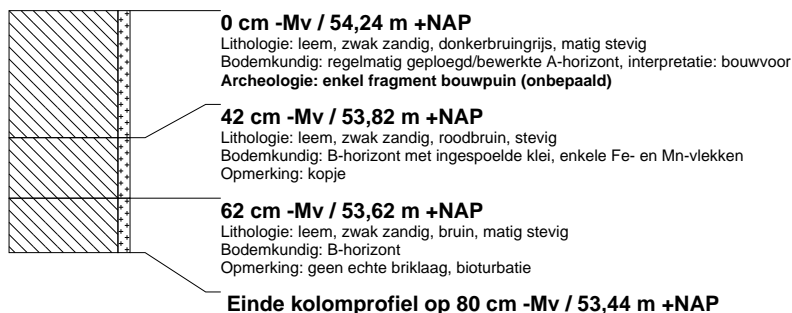 0 cm -Mv / 54,24 m +NAP
Lithologie: leem, zwak zandig, donkerbruingrijs, matig stevig
Bodemkundig: regelmatig geploegd/bewerkte A-horizont, interpretatie: bouwvoor
Archeologie: enkel fragment bouwpuin (onbepaald)
42 cm -Mv / 53,82 m +NAP
Lithologie: leem, zwak zandig, roodbruin, stevig
Bodemkundig: B-horizont met ingespoelde klei, enkele Fe- en Mn-vlekken
Opmerking: kopje
62 cm -Mv / 53,62 m +NAP
Lithologie: leem, zwak zandig, bruin, matig stevig
Bodemkundig: B-horizont
Opmerking: geen echte briklaag, bioturbatie
Einde kolomprofiel op 80 cm -Mv / 53,44 m +NAP